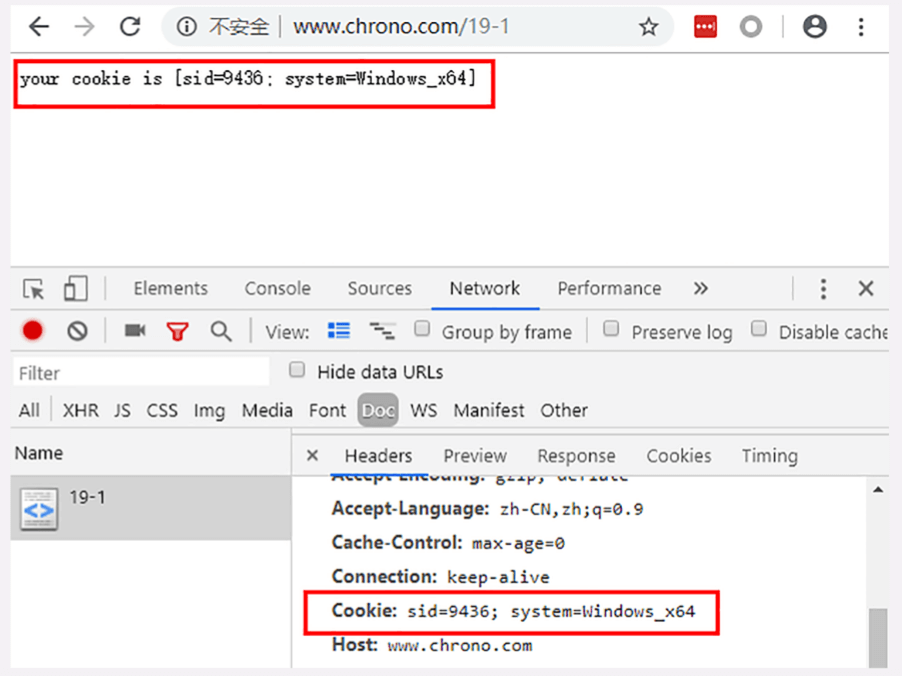 不安全 www.chrono.com/19-1
your cookie is [sid=9436; system=Windows_x64]
Elements Console Sources Network Performance »
View: Group by frame Preserve log Disable cache
Filter Hide data URLs
All XHR JS CSS Img Media Font Doc WS Manifest Other
Name × Headers Preview Response Cookies Timing
19-1
Accept-Encoding: gzip, deflate
Accept-Language: zh-CN,zh;q=0.9
Cache-Control: max-age=0
Connection: keep-alive
Cookie: sid=9436; system=Windows_x64
Host: www.chrono.com